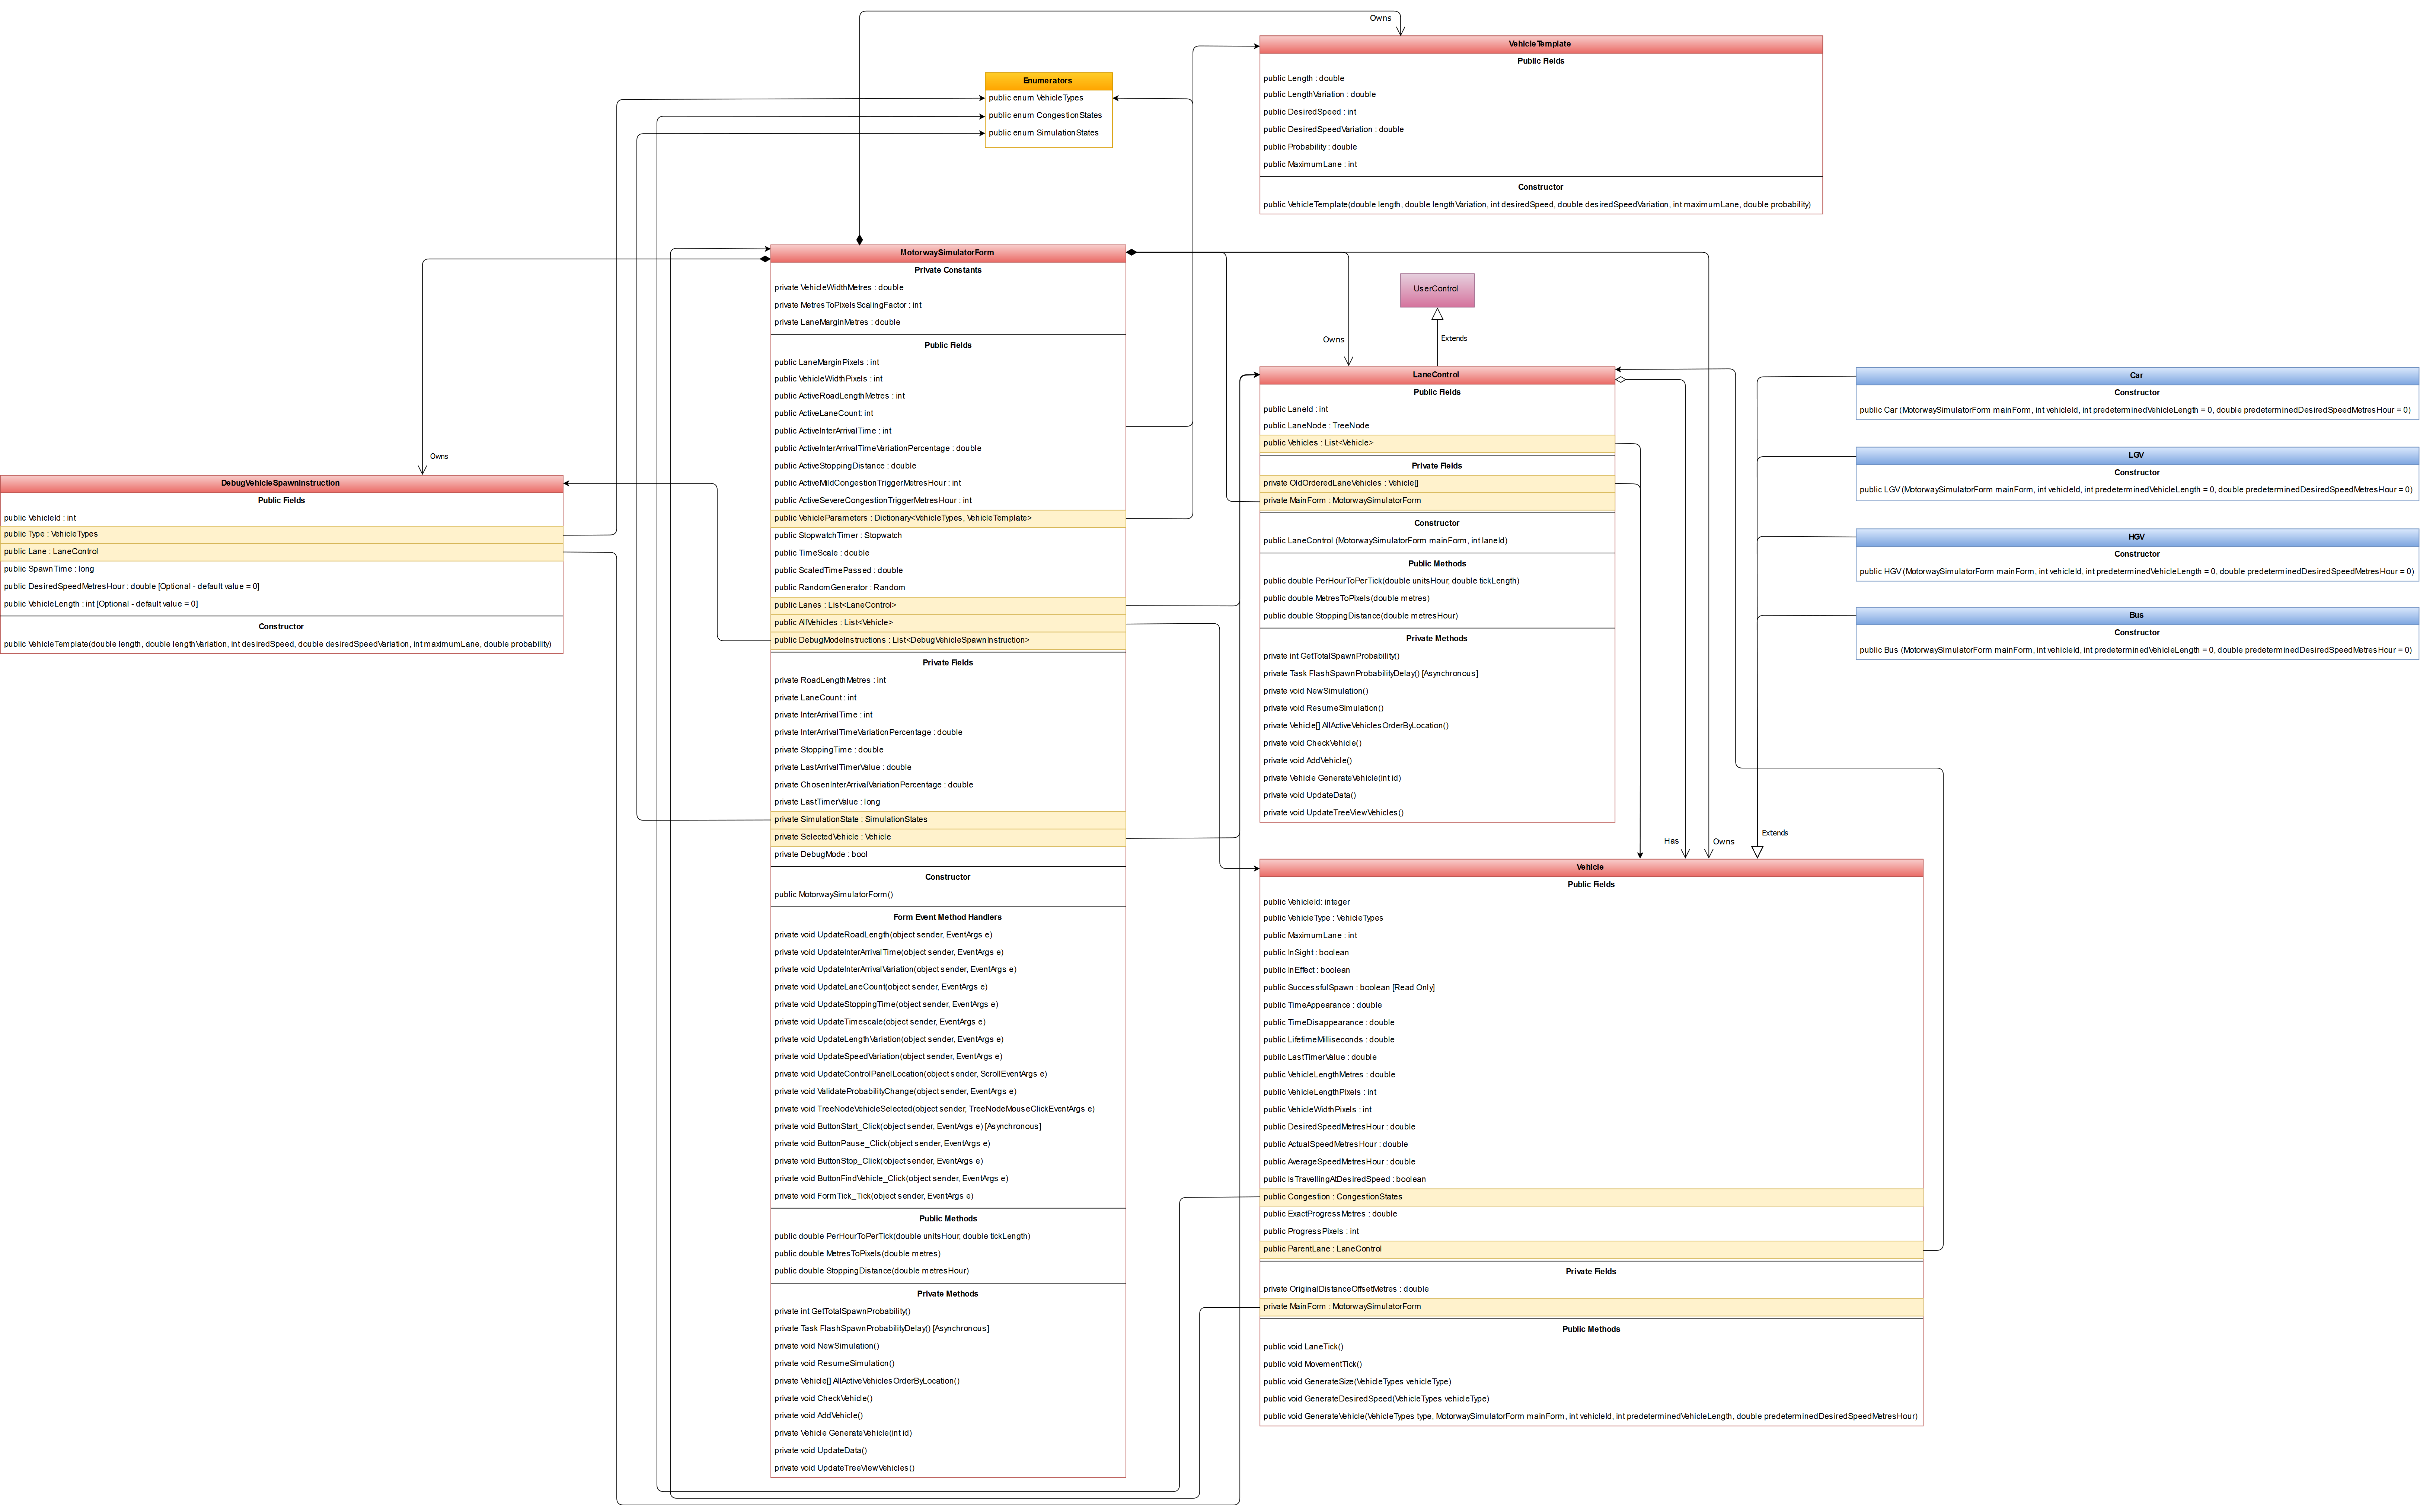 Owns
VehicleTemplate
Public Fields
public Length : double
public LengthVariation : double
public DesiredSpeed : int
public DesiredSpeedVariation : double
public Probability : double
public MaximumLane : int
Constructor
public VehicleTemplate(double length, double lengthVariation, int desiredSpeed, double desiredSpeedVariation, int maximumLane, double probability)
Enumerators
public enum VehicleTypes
public enum CongestionStates
public enum SimulationStates
MotorwaySimulatorForm
Private Constants
private VehicleWidthMetres : double
private MetresToPixelsScalingFactor : int
private LaneMarginMetres : double
Public Fields
public LaneMarginPixels : int
public VehicleWidthPixels : int
public ActiveRoadLengthMetres : int
public ActiveLaneCount: int
public ActiveInterArrivalTime : int
public ActiveInterArrivalTimeVariationPercentage : double
public ActiveStoppingDistance : double
public ActiveMildCongestionTriggerMetresHour : int
public ActiveSevereCongestionTriggerMetresHour : int
public VehicleParameters : Dictionary<VehicleTypes, VehicleTemplate>
public StopwatchTimer : Stopwatch
public TimeScale : double
public ScaledTimePassed : double
public RandomGenerator : Random
public Lanes : List<LaneControl>
public AllVehicles : List<Vehicle>
public DebugModeInstructions : List<DebugVehicleSpawnInstruction>
Private Fields
private RoadLengthMetres : int
private LaneCount : int
private InterArrivalTime : int
private InterArrivalTimeVariationPercentage : double
private StoppingTime : double
private LastArrivalTimerValue : double
private ChosenInterArrivalVariationPercentage : double
private LastTimerValue : long
private SimulationState : SimulationStates
private SelectedVehicle : Vehicle
private DebugMode : bool
Constructor
public MotorwaySimulatorForm()
Form Event Method Handlers
private void UpdateRoadLength(object sender, EventArgs e)
private void UpdateInterArrivalTime(object sender, EventArgs e)
private void UpdateInterArrivalVariation(object sender, EventArgs e)
private void UpdateLaneCount(object sender, EventArgs e)
private void UpdateStoppingTime(object sender, EventArgs e)
private void UpdateTimescale(object sender, EventArgs e)
private void UpdateLengthVariation(object sender, EventArgs e)
private void UpdateSpeedVariation(object sender, EventArgs e)
private void UpdateControlPanelLocation(object sender, ScrollEventArgs e)
private void ValidateProbabilityChange(object sender, EventArgs e)
private void TreeNodeVehicleSelected(object sender, TreeNodeMouseClickEventArgs e)
private void ButtonStart_Click(object sender, EventArgs e) [Asynchronous]
private void ButtonPause_Click(object sender, EventArgs e)
private void ButtonStop_Click(object sender, EventArgs e)
private void ButtonFindVehicle_Click(object sender, EventArgs e)
private void FormTick_Tick(object sender, EventArgs e)
Public Methods
public double PerHourToPerTick(double unitsHour, double tickLength)
public double MetresToPixels(double metres)
public double StoppingDistance(double metresHour)
Private Methods
private int GetTotalSpawnProbability()
private Task FlashSpawnProbabilityDelay() [Asynchronous]
private void NewSimulation()
private void ResumeSimulation()
private Vehicle[] AllActiveVehiclesOrderByLocation()
private void CheckVehicle()
private void AddVehicle()
private Vehicle GenerateVehicle(int id)
private void UpdateData()
private void UpdateTreeViewVehicles()
Owns
DebugVehicleSpawnInstruction
Public Fields
public VehicleId : int
public Type : VehicleTypes
public Lane : LaneControl
public SpawnTime : long
public DesiredSpeedMetresHour : double [Optional - default value = 0]
public VehicleLength : int [Optional - default value = 0]
Constructor
public VehicleTemplate(double length, double lengthVariation, int desiredSpeed, double desiredSpeedVariation, int maximumLane, double probability)
UserControl
Extends
Owns
LaneControl
Public Fields
public LaneId : int
public LaneNode : TreeNode
public Vehicles : List<Vehicle>
Private Fields
private OldOrderedLaneVehicles : Vehicle[]
private MainForm : MotorwaySimulatorForm
Constructor
public LaneControl (MotorwaySimulatorForm mainForm, int laneId)
Public Methods
public double PerHourToPerTick(double unitsHour, double tickLength)
public double MetresToPixels(double metres)
public double StoppingDistance(double metresHour)
Private Methods
private int GetTotalSpawnProbability()
private Task FlashSpawnProbabilityDelay() [Asynchronous]
private void NewSimulation()
private void ResumeSimulation()
private Vehicle[] AllActiveVehiclesOrderByLocation()
private void CheckVehicle()
private void AddVehicle()
private Vehicle GenerateVehicle(int id)
private void UpdateData()
private void UpdateTreeViewVehicles()
Car
Constructor
public Car (MotorwaySimulatorForm mainForm, int vehicleId, int predeterminedVehicleLength = 0, double predeterminedDesiredSpeedMetresHour = 0)
LGV
Constructor
public LGV (MotorwaySimulatorForm mainForm, int vehicleId, int predeterminedVehicleLength = 0, double predeterminedDesiredSpeedMetresHour = 0)
HGV
Constructor
public HGV (MotorwaySimulatorForm mainForm, int vehicleId, int predeterminedVehicleLength = 0, double predeterminedDesiredSpeedMetresHour = 0)
Bus
Constructor
public Bus (MotorwaySimulatorForm mainForm, int vehicleId, int predeterminedVehicleLength = 0, double predeterminedDesiredSpeedMetresHour = 0)
Has
Owns
Extends
Vehicle
Public Fields
public VehicleId: integer
public VehicleType : VehicleTypes
public MaximumLane : int
public InSight : boolean
public InEffect : boolean
public SuccessfulSpawn : boolean [Read Only]
public TimeAppearance : double
public TimeDisappearance : double
public LifetimeMilliseconds : double
public LastTimerValue : double
public VehicleLengthMetres : double
public VehicleLengthPixels : int
public VehicleWidthPixels : int
public DesiredSpeedMetresHour : double
public ActualSpeedMetresHour : double
public AverageSpeedMetresHour : double
public IsTravellingAtDesiredSpeed : boolean
public Congestion : CongestionStates
public ExactProgressMetres : double
public ProgressPixels : int
public ParentLane : LaneControl
Private Fields
private OriginalDistanceOffsetMetres : double
private MainForm : MotorwaySimulatorForm
Public Methods
public void LaneTick()
public void MovementTick()
public void GenerateSize(VehicleTypes vehicleType)
public void GenerateDesiredSpeed(VehicleTypes vehicleType)
public void GenerateVehicle(VehicleTypes type, MotorwaySimulatorForm mainForm, int vehicleId, int predeterminedVehicleLength, double predeterminedDesiredSpeedMetresHour)